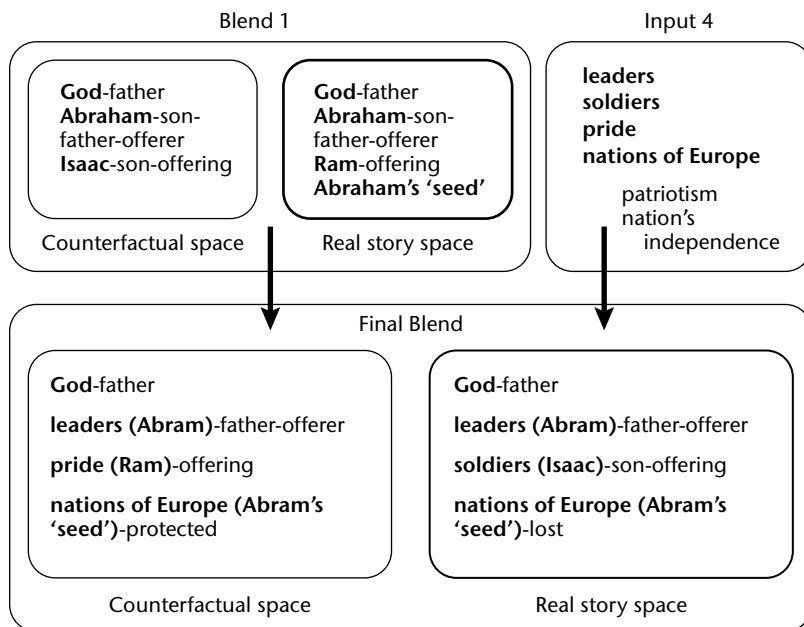 Blend 1
God-father
Abraham-son-
father-offerer
Isaac-son-offering
Counterfactual space
God-father
Abraham-son-
father-offerer
Ram-offering
Abraham's 'seed'
Real story space
Input 4
leaders
soldiers
pride
nations of Europe
patriotism
nation's
independence
Final Blend
God-father
leaders (Abram)-father-offerer
pride (Ram)-offering
nations of Europe (Abram's
'seed')-protected
Counterfactual space
God-father
leaders (Abram)-father-offerer
soldiers (Isaac)-son-offering
nations of Europe (Abram's
'seed')-lost
Real story space